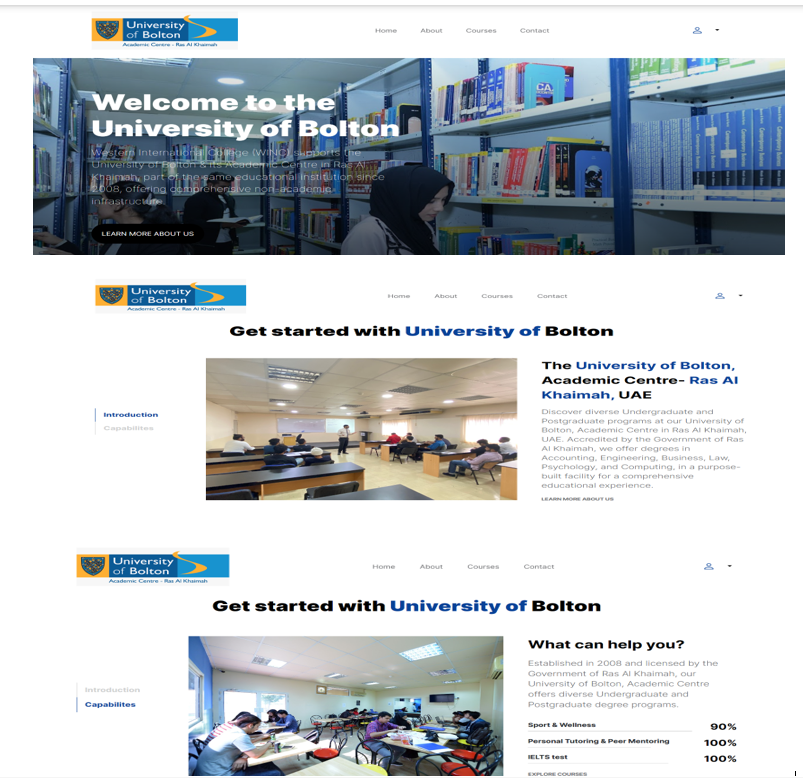 University
of Bolton
Academic Centre - Ras Al Khaimah
Home About Courses Contact
Welcome to the
University of Bolton
Western International College (WINC) supports the
University of Bolton & its Academic Centre in Ras Al
Khaimah, part of the same educational institution since
2008, offering comprehensive non-academic
infrastructure.
LEARN MORE ABOUT US
University
of Bolton
Academic Centre - Ras Al Khaimah
Home About Courses Contact
Get started with University of Bolton
Introduction
Capabilites
The University of Bolton,
Academic Centre- Ras Al
Khaimah, UAE
Discover diverse Undergraduate and
Postgraduate programs at our University of
Bolton, Academic Centre in Ras Al Khaimah,
UAE. Accredited by the Government of Ras
Al Khaimah, we offer degrees in
Accounting, Engineering, Business, Law,
Psychology, and Computing, in a purpose-
built facility for a comprehensive
educational experience.
LEARN MORE ABOUT US
University
of Bolton
Academic Centre - Ras Al Khaimah
Home About Courses Contact
Get started with University of Bolton
Introduction
Capabilites
What can help you?
Established in 2008 and licensed by the
Government of Ras Al Khaimah, our
University of Bolton, Academic Centre
offers diverse Undergraduate and
Postgraduate degree programs.
Sport & Wellness 90%
Personal Tutoring & Peer Mentoring 100%
IELTS test 100%
EXPLORE COURSES